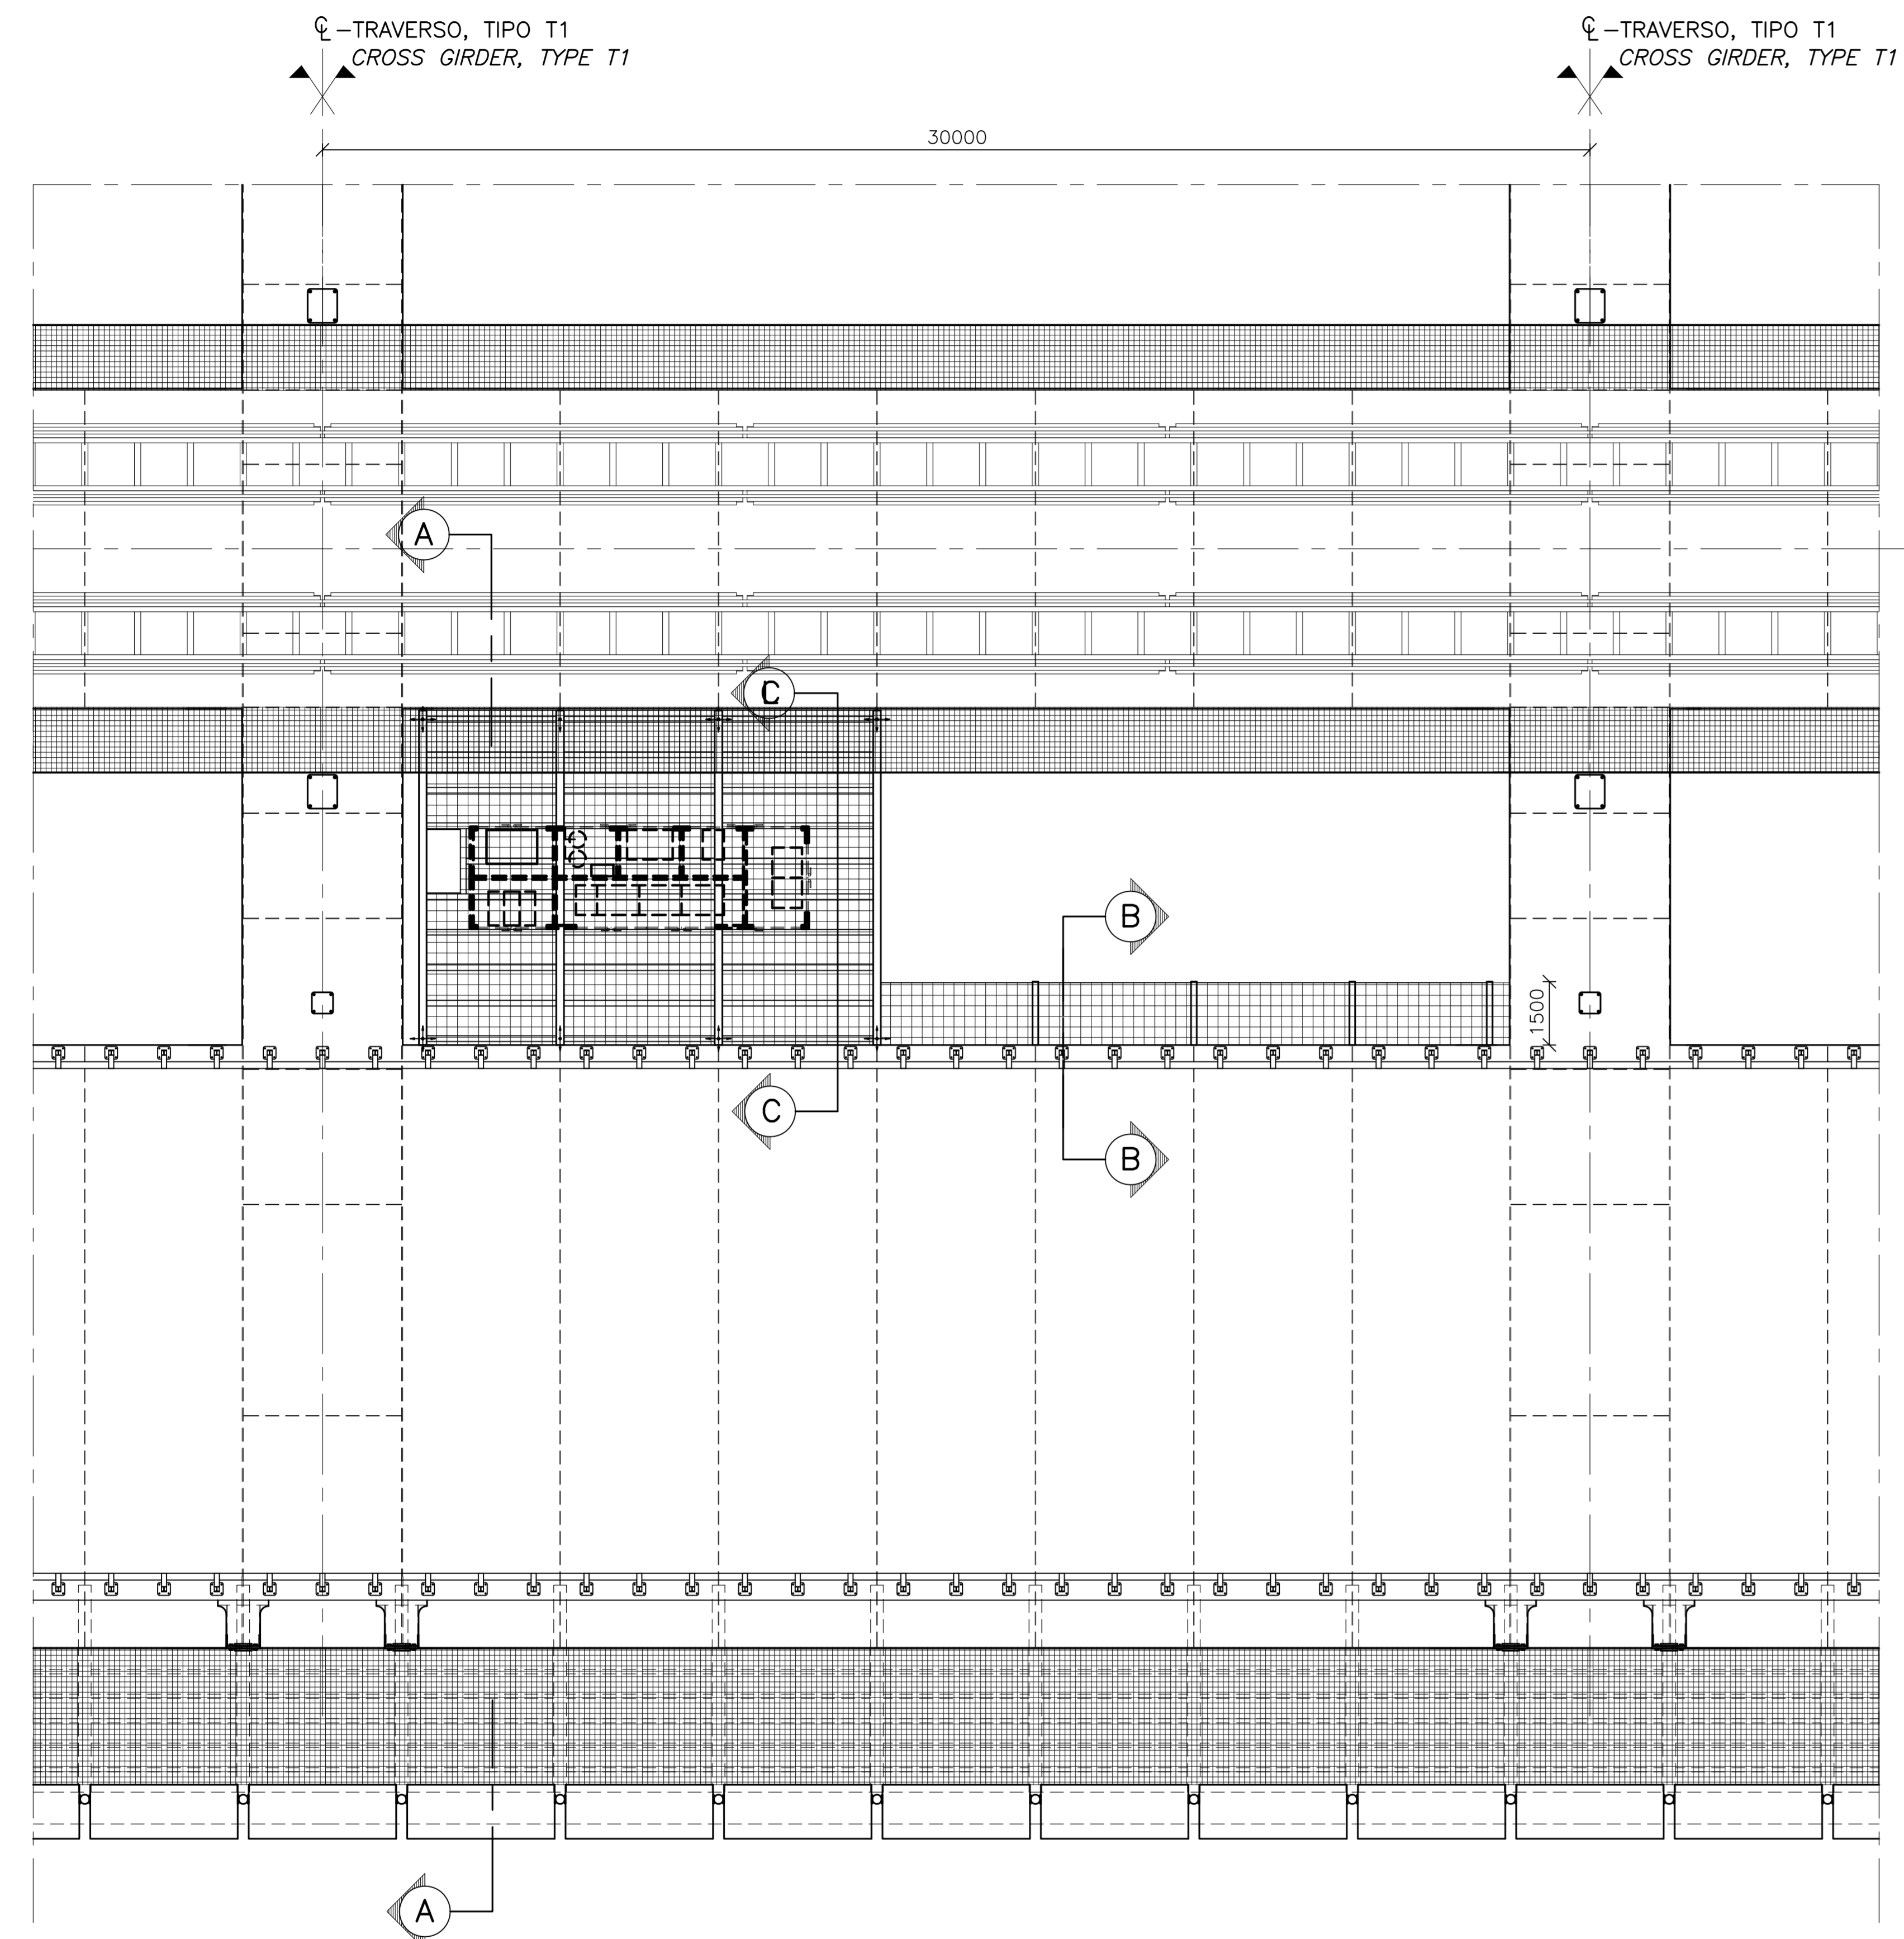 ℄ -TRAVERSO, TIPO T1
CROSS GIRDER, TYPE T1
℄ -TRAVERSO, TIPO T1
CROSS GIRDER, TYPE T1
30000
A
C
B
1500
C
B
A